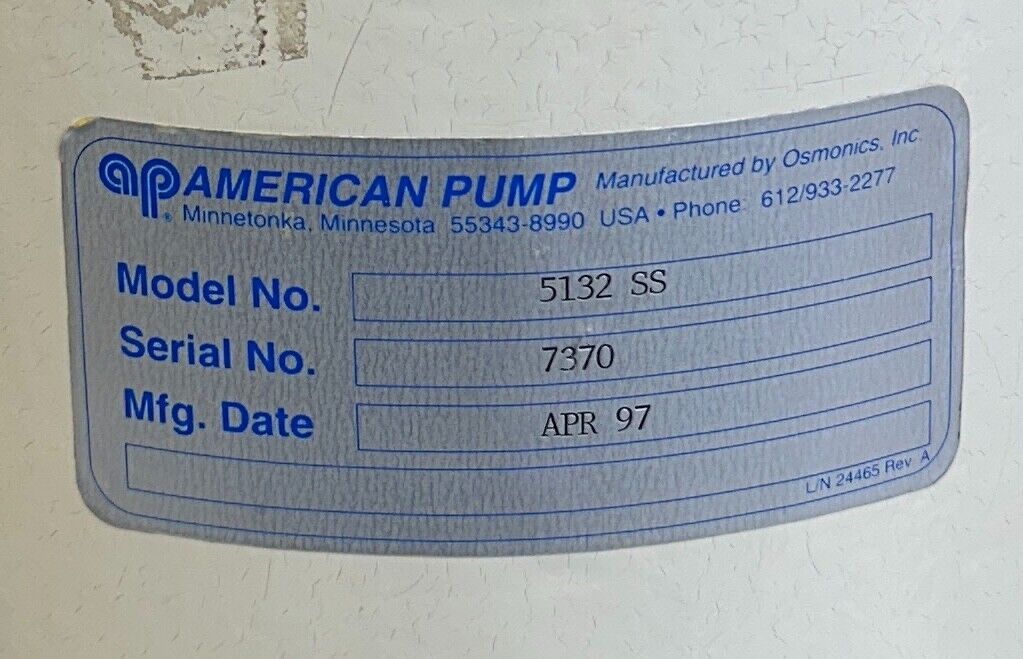 ap AMERICAN PUMP Manufactured by Osmonics, Inc.
® Minnetonka, Minnesota 55343-8990 USA • Phone: 612/933-2277
Model No. 5132 SS
Serial No. 7370
Mfg. Date APR 97
L/N 24465 Rev A